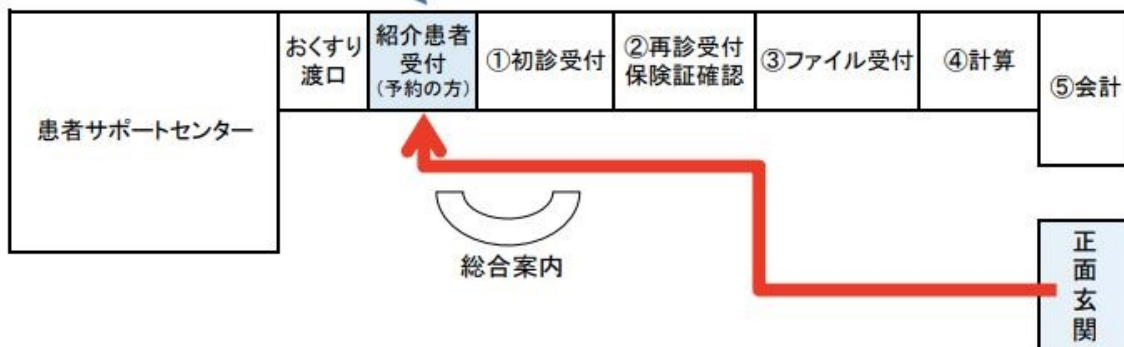 患者サポートセンター
おくすり
渡口
紹介患者
受付
(予約の方)
①初診受付
②再診受付
保険証確認
③ファイル受付
④計算
⑤会計
総合案内
正面玄関